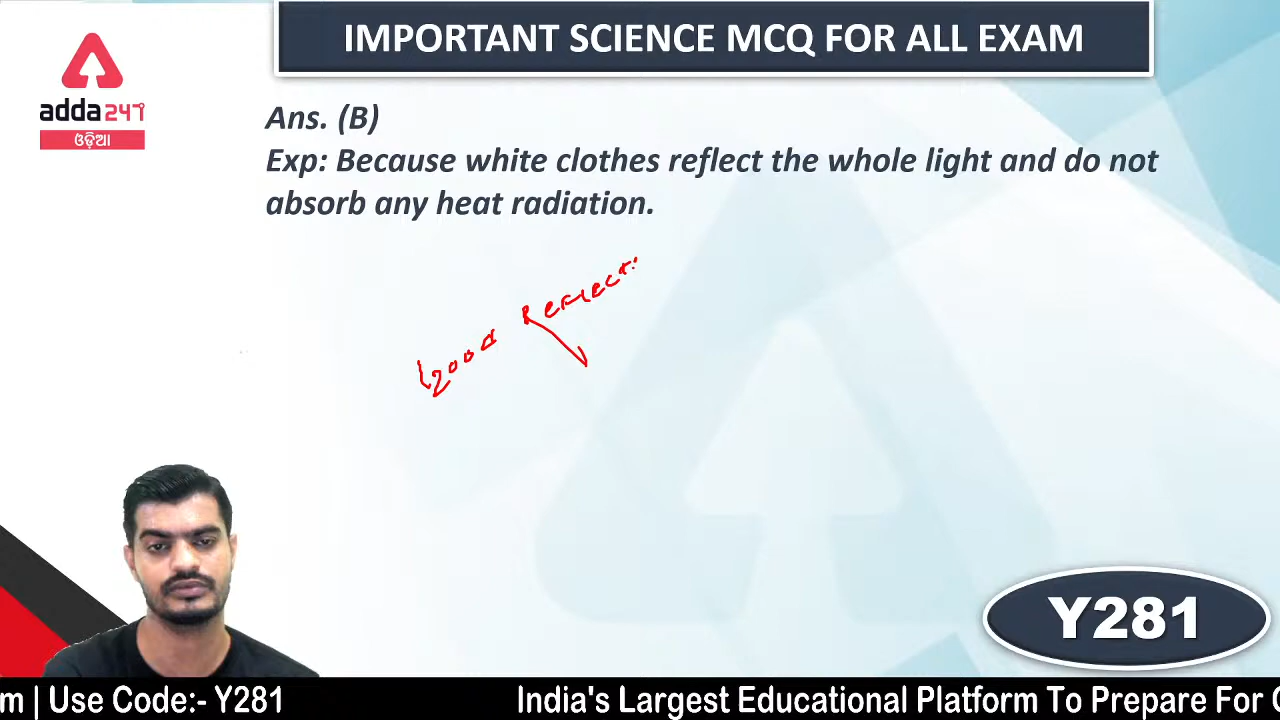 IMPORTANT SCIENCE MCQ FOR ALL EXAM
adda247
ଓଡ଼ିଆ
Ans. (B)
Exp: Because white clothes reflect the whole light and do not
absorb any heat radiation.
Good Reflect
Y281
m | Use Code:- Y281
India's Largest Educational Platform To Prepare For